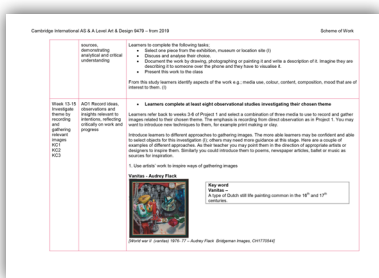 Cambridge International AS & A Level Art & Design 9479 – from 2019
Scheme of Work
sources,
demonstrating
analytical and critical
understanding
Learners to complete the following tasks:
• Select one piece from the exhibition, museum or location site (I)
• Discuss and analyse their choice.
• Document the work by drawing, photographing or painting it and write a description of it. Imagine they are
describing it to someone over the phone and they have to visualise it.
• Present this work to the class
From this study learners identify aspects of the work e.g.; media use, colour, content, composition, mood that are of
interest to them. (I)
Week 13-15
Investigate
theme by
recording
and
gathering
relevant
images
KC1
KC2
KC3
AO1 Record ideas,
observations and
insights relevant to
intentions, reflecting
critically on work and
progress
• Learners complete at least eight observational studies investigating their chosen theme
Learners refer back to weeks 3-8 of Project 1 and select a combination of three media to use to record and gather
images related to their chosen theme. The emphasis is recording from direct observation as in Project 1. You may
want to introduce new techniques to them, for example print making or clay.
Introduce learners to different approaches to gathering images. The more able learners may be confident and able
to select objects for this investigation (I); others may need more guidance at this stage. Here are a couple of
examples of different approaches. As their teacher you may point them in the direction of appropriate artists or
designers to inspire them. Similarly you could introduce them to poems, newspaper articles, ballet or music as
sources for inspiration.
1. Use artists' work to inspire ways of gathering images
Vanitas - Audrey Flack
Key word
Vanitas –
A type of Dutch still life painting common in the 16th and 17th
centuries.
[World war II (vanitas) 1976- 77 – Audrey Flack Bridgeman Images, CH1770944]